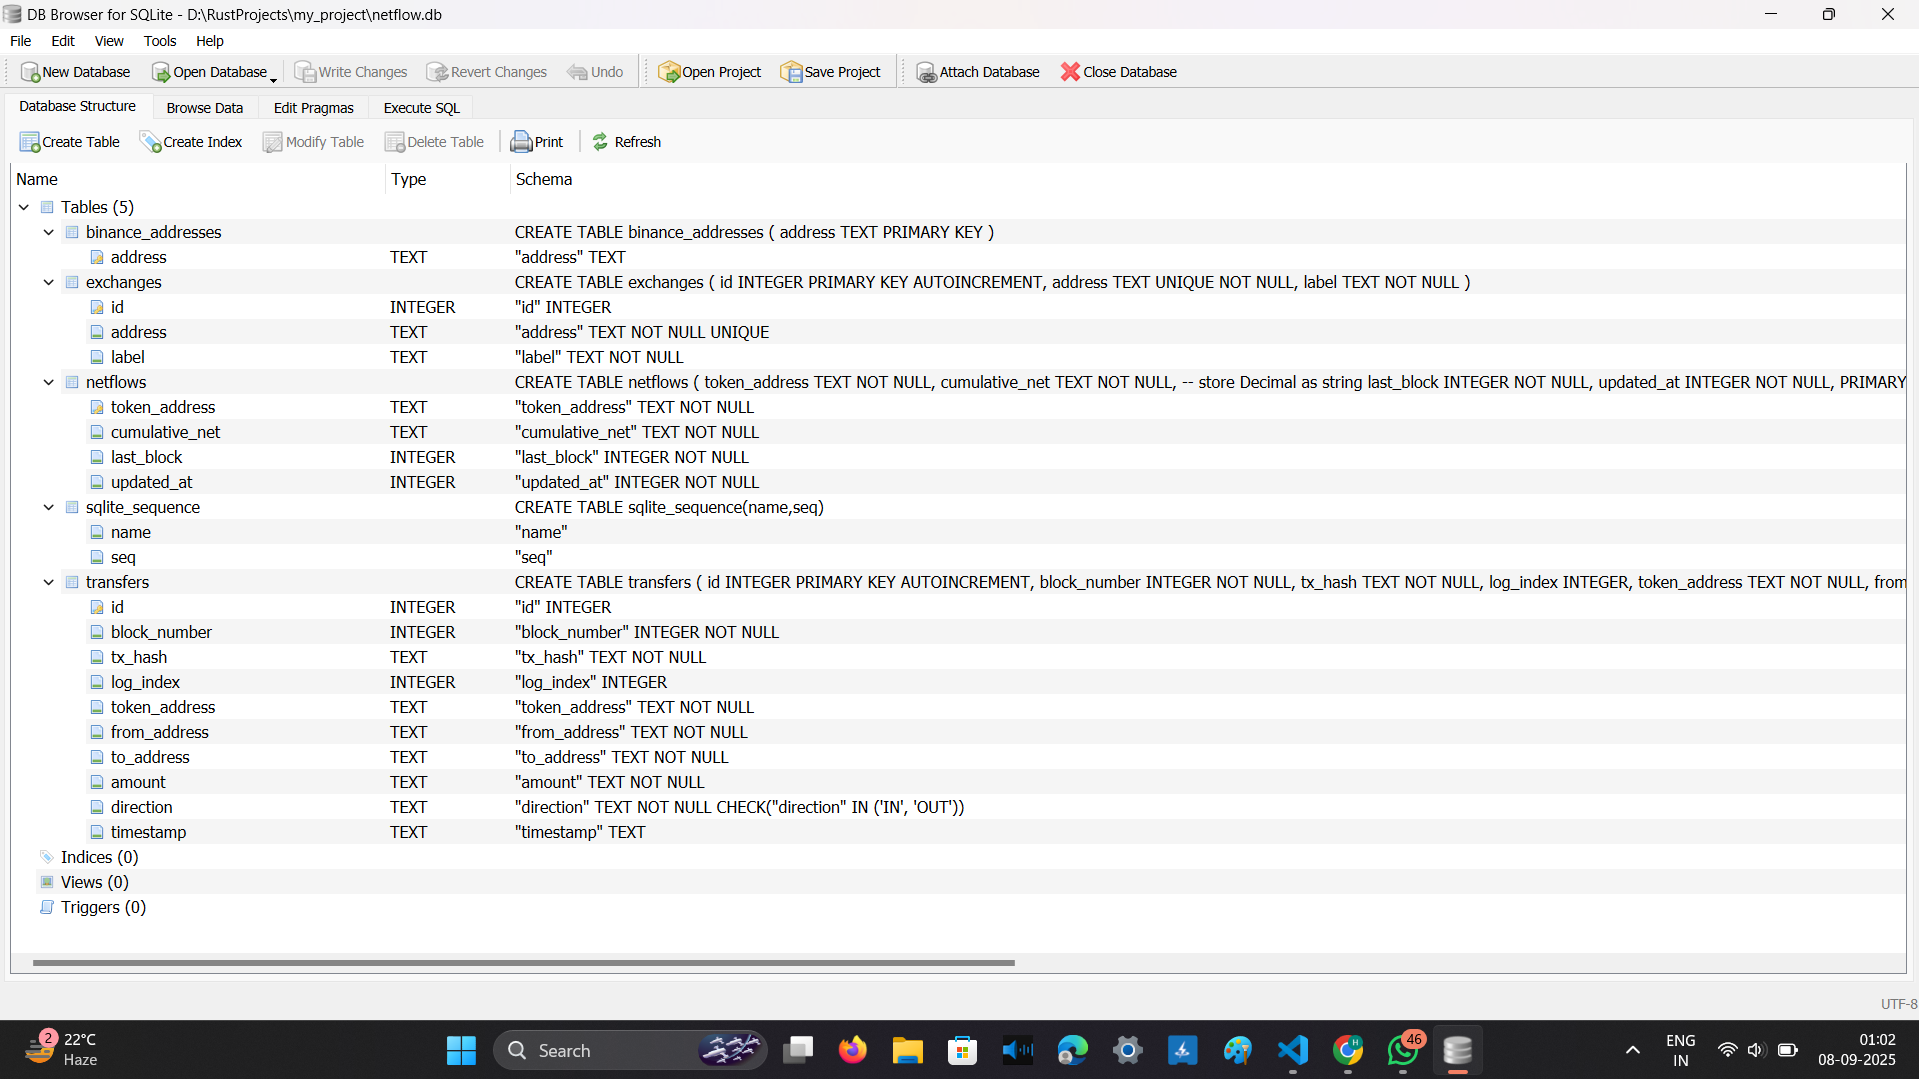 DB Browser for SQLite - D:\RustProjects\my_project\netflow.db
File Edit View Tools Help
New Database Open Database Write Changes Revert Changes Undo Open Project Save Project Attach Database Close Database
Database Structure Browse Data Edit Pragmas Execute SQL
Create Table Create Index Modify Table Delete Table Print Refresh
Name Type Schema
Tables (5)
binance_addresses CREATE TABLE binance_addresses ( address TEXT PRIMARY KEY )
address TEXT "address" TEXT
exchanges CREATE TABLE exchanges ( id INTEGER PRIMARY KEY AUTOINCREMENT, address TEXT UNIQUE NOT NULL, label TEXT NOT NULL )
id INTEGER "id" INTEGER
address TEXT "address" TEXT NOT NULL UNIQUE
label TEXT "label" TEXT NOT NULL
netflows CREATE TABLE netflows ( token_address TEXT NOT NULL, cumulative_net TEXT NOT NULL, -- store Decimal as string last_block INTEGER NOT NULL, updated_at INTEGER NOT NULL, PRIMARY
token_address TEXT "token_address" TEXT NOT NULL
cumulative_net TEXT "cumulative_net" TEXT NOT NULL
last_block INTEGER "last_block" INTEGER NOT NULL
updated_at INTEGER "updated_at" INTEGER NOT NULL
sqlite_sequence CREATE TABLE sqlite_sequence(name,seq)
name "name"
seq "seq"
transfers CREATE TABLE transfers ( id INTEGER PRIMARY KEY AUTOINCREMENT, block_number INTEGER NOT NULL, tx_hash TEXT NOT NULL, log_index INTEGER, token_address TEXT NOT NULL, from
id INTEGER "id" INTEGER
block_number INTEGER "block_number" INTEGER NOT NULL
tx_hash TEXT "tx_hash" TEXT NOT NULL
log_index INTEGER "log_index" INTEGER
token_address TEXT "token_address" TEXT NOT NULL
from_address TEXT "from_address" TEXT NOT NULL
to_address TEXT "to_address" TEXT NOT NULL
amount TEXT "amount" TEXT NOT NULL
direction TEXT "direction" TEXT NOT NULL CHECK("direction" IN ('IN', 'OUT'))
timestamp TEXT "timestamp" TEXT
Indices (0)
Views (0)
Triggers (0)
UTF-8
2 22°C Haze Search 46 ENG IN 01:02 08-09-2025